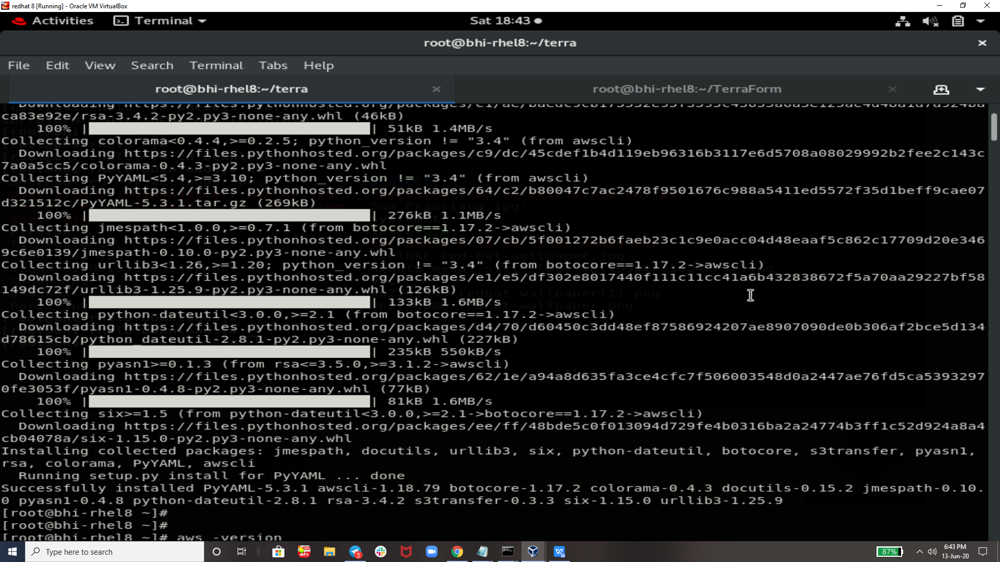 redhat 8 [Running] - Oracle VM VirtualBox
Activities Terminal Sat 18:43
root@bhi-rhel8:~/terra
File Edit View Search Terminal Tabs Help
root@bhi-rhel8:~/terra root@bhi-rhel8:~/TerraForm
ca83e92e/rsa-3.4.2-py2.py3-none-any.whl (46kB)
100% | | 51kB 1.4MB/s
Collecting colorama<0.4.4,>=0.2.5; python_version != "3.4" (from awscli)
Downloading https://files.pythonhosted.org/packages/c9/dc/45cdef1b4d119eb96316b3117e6d5708a08029992b2fee2c143c
7a0a5cc5/colorama-0.4.3-py2.py3-none-any.whl
Collecting PyYAML<5.4,>=3.10; python_version != "3.4" (from awscli)
Downloading https://files.pythonhosted.org/packages/64/c2/b80047c7ac2478f9501676c988a5411ed5572f35d1beff9cae07
d321512c/PyYAML-5.3.1.tar.gz (269kB)
100% | | 276kB 1.1MB/s
Collecting jmespath<1.0.0,>=0.7.1 (from botocore==1.17.2->awscli)
Downloading https://files.pythonhosted.org/packages/07/cb/5f001272b6faeb23c1c9e0acc04d48eaaf5c862c17709d20e346
9c6e0139/jmespath-0.10.0-py2.py3-none-any.whl
Collecting urllib3<1.26,>=1.20; python_version != "3.4" (from botocore==1.17.2->awscli)
Downloading https://files.pythonhosted.org/packages/e1/e5/df302e8017440f111c11cc41a6b432838672f5a70aa29227bf58
149dc72f/urllib3-1.25.9-py2.py3-none-any.whl (126kB)
100% | | 133kB 1.6MB/s
Collecting python-dateutil<3.0.0,>=2.1 (from botocore==1.17.2->awscli)
Downloading https://files.pythonhosted.org/packages/d4/70/d60450c3dd48ef87586924207ae8907090de0b306af2bce5d134
d78615cb/python_dateutil-2.8.1-py2.py3-none-any.whl (227kB)
100% | | 235kB 550kB/s
Collecting pyasn1>=0.1.3 (from rsa<=3.5.0,>=3.1.2->awscli)
Downloading https://files.pythonhosted.org/packages/62/1e/a94a8d635fa3ce4cfc7f506003548d0a2447ae76fd5ca5393297
0fe3053f/pyasn1-0.4.8-py2.py3-none-any.whl (77kB)
100% | | 81kB 1.6MB/s
Collecting six>=1.5 (from python-dateutil<3.0.0,>=2.1->botocore==1.17.2->awscli)
Downloading https://files.pythonhosted.org/packages/ee/ff/48bde5c0f013094d729fe4b0316ba2a24774b3ff1c52d924a8a4
cb04078a/six-1.15.0-py2.py3-none-any.whl
Installing collected packages: jmespath, docutils, urllib3, six, python-dateutil, botocore, s3transfer, pyasn1,
rsa, colorama, PyYAML, awscli
Running setup.py install for PyYAML ... done
Successfully installed PyYAML-5.3.1 awscli-1.18.79 botocore-1.17.2 colorama-0.4.3 docutils-0.15.2 jmespath-0.10.
0 pyasn1-0.4.8 python-dateutil-2.8.1 rsa-3.4.2 s3transfer-0.3.3 six-1.15.0 urllib3-1.25.9
[root@bhi-rhel8 ~]#
[root@bhi-rhel8 ~]#
[root@bhi-rhel8 ~]# aws -version
Type here to search
MP3
3
87%
6:43 PM
13-Jun-20